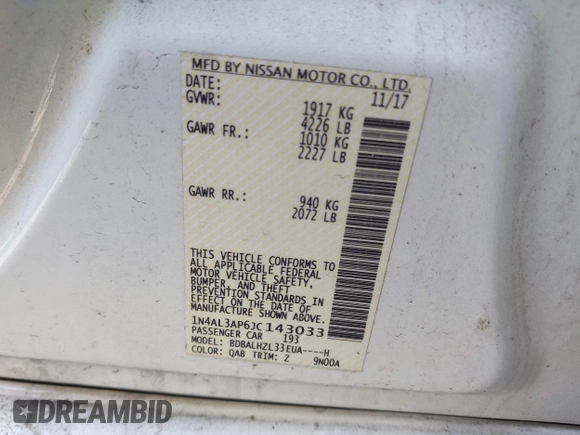 MFD BY NISSAN MOTOR CO., LTD.
DATE: 11/17
GVWR: 1917 KG
4226 LB
GAWR FR.: 1010 KG
2227 LB
GAWR RR.: 940 KG
2072 LB
THIS VEHICLE CONFORMS TO
ALL APPLICABLE FEDERAL
MOTOR VEHICLE SAFETY,
BUMPER, AND THEFT
PREVENTION STANDARDS IN
EFFECT ON THE DATE OF
MANUFACTURE SHOWN ABOVE.
1N4AL3AP6JC143033
PASSENGER CAR 193
MODEL: BDBALHZL33EUA----H
COLOR: QAB TRIM: Z 9N00A
DREAMBID